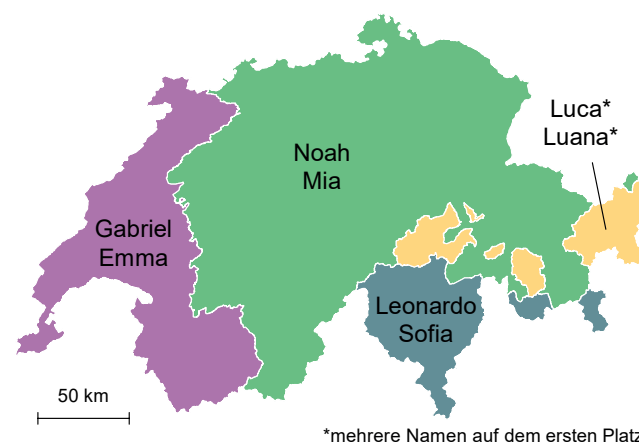 Luca*
Luana*
Noah
Mia
Gabriel
Emma
Leonardo
Sofia
50 km
*mehrere Namen auf dem ersten Platz